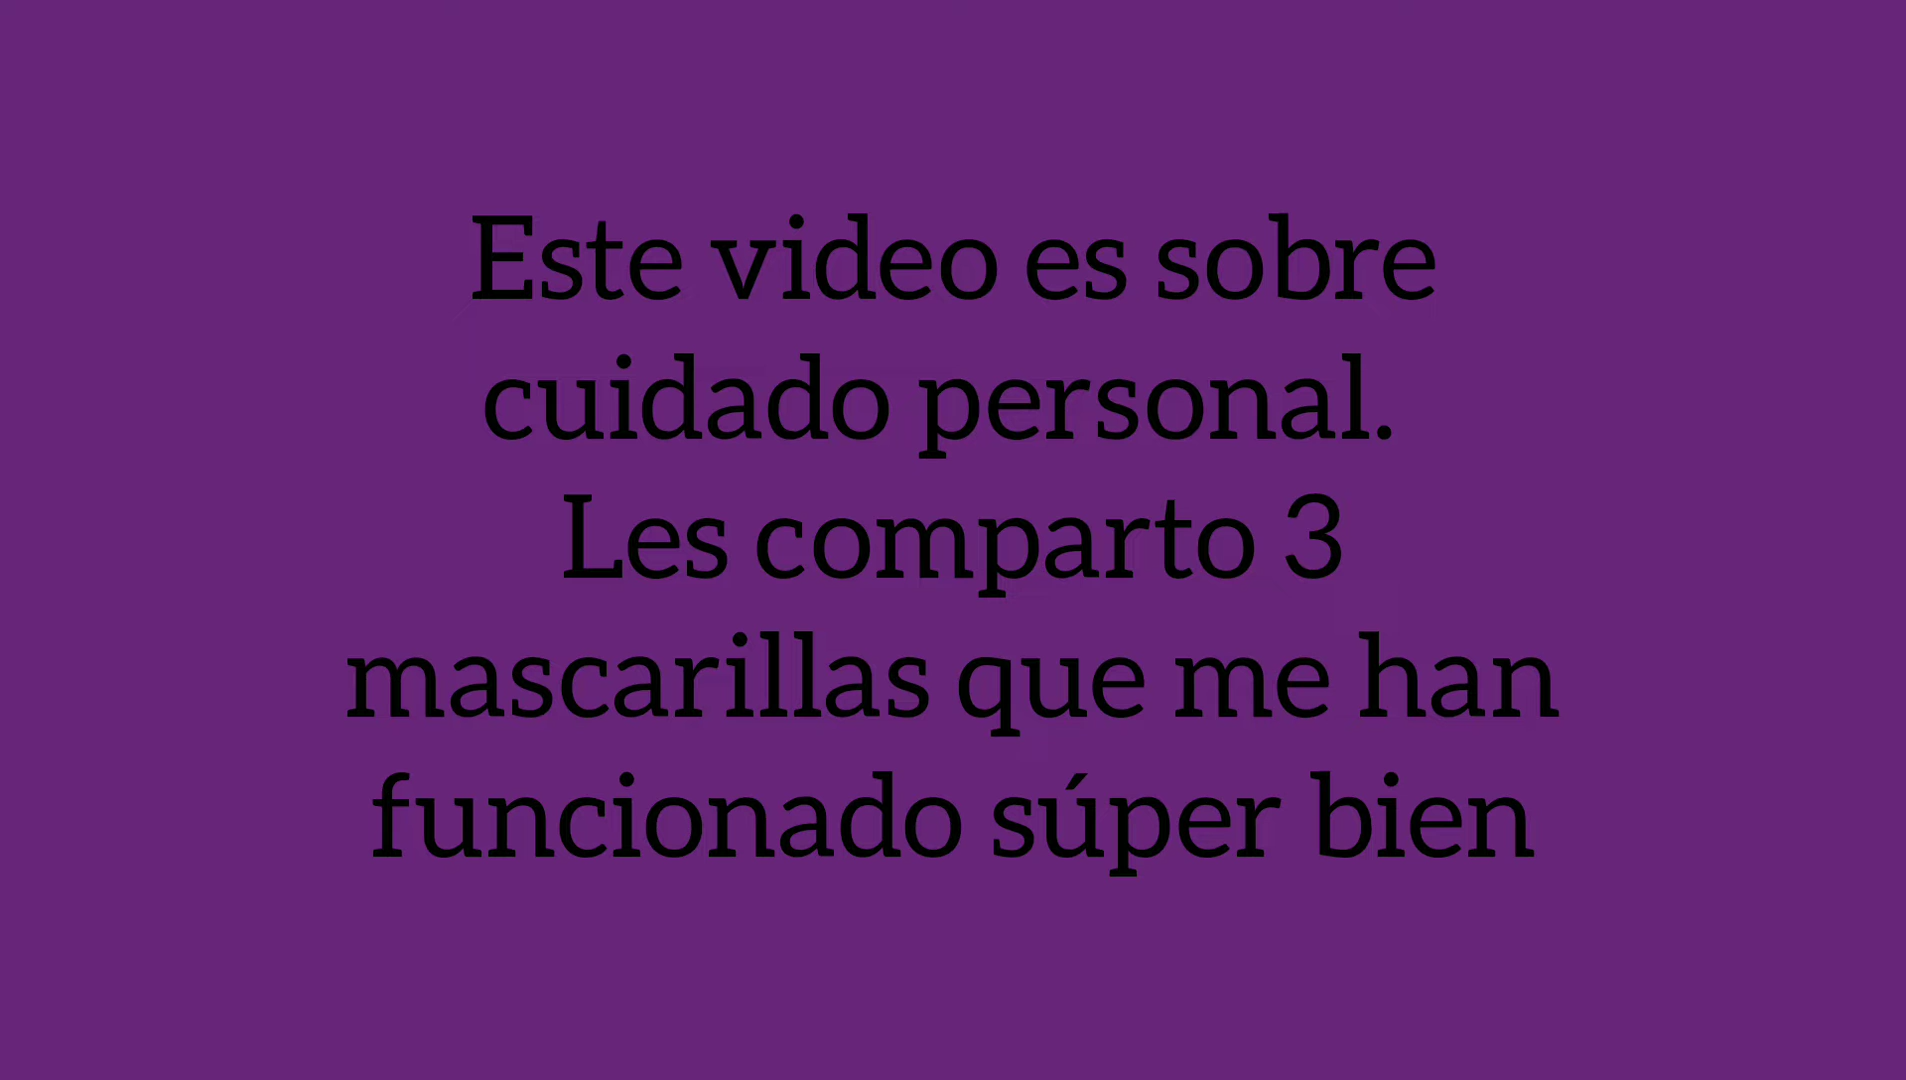 Este video es sobre
cuidado personal.
Les comparto 3
mascarillas que me han
funcionado súper bien